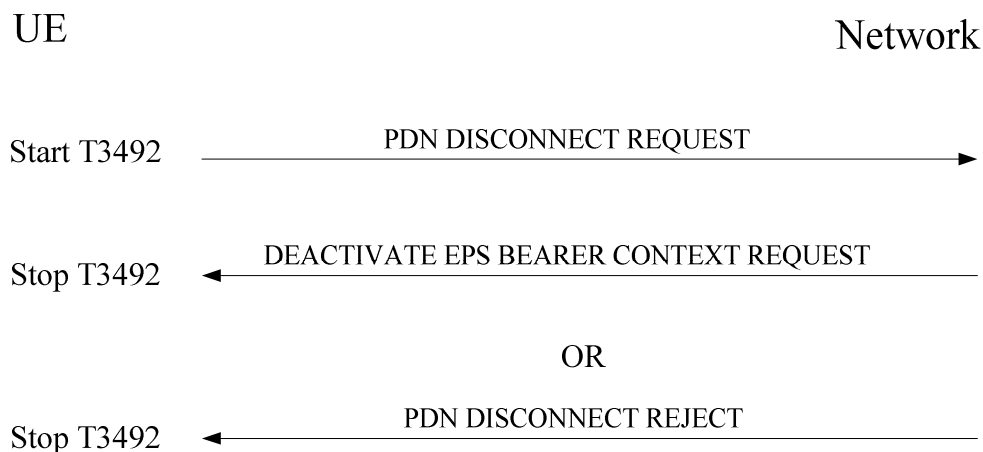 UE
Network
Start T3492
PDN DISCONNECT REQUEST
Stop T3492
DEACTIVATE EPS BEARER CONTEXT REQUEST
OR
Stop T3492
PDN DISCONNECT REJECT